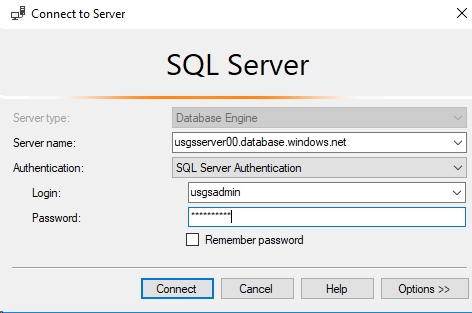 Connect to Server
SQL Server
Server type: Database Engine
Server name: usgsserver00.database.windows.net
Authentication: SQL Server Authentication
Login: usgsadmin
Password: **********
Remember password
Connect Cancel Help Options >>